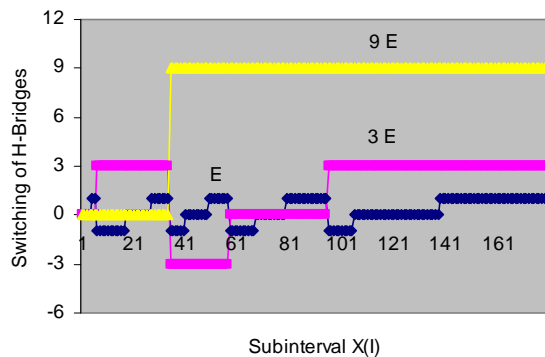 12
9 E
9
6
3 E
3
E
0
1 21 41 61 81 101 121 141 161
-3
-6
Switching of H-Bridges
Subinterval X(I)